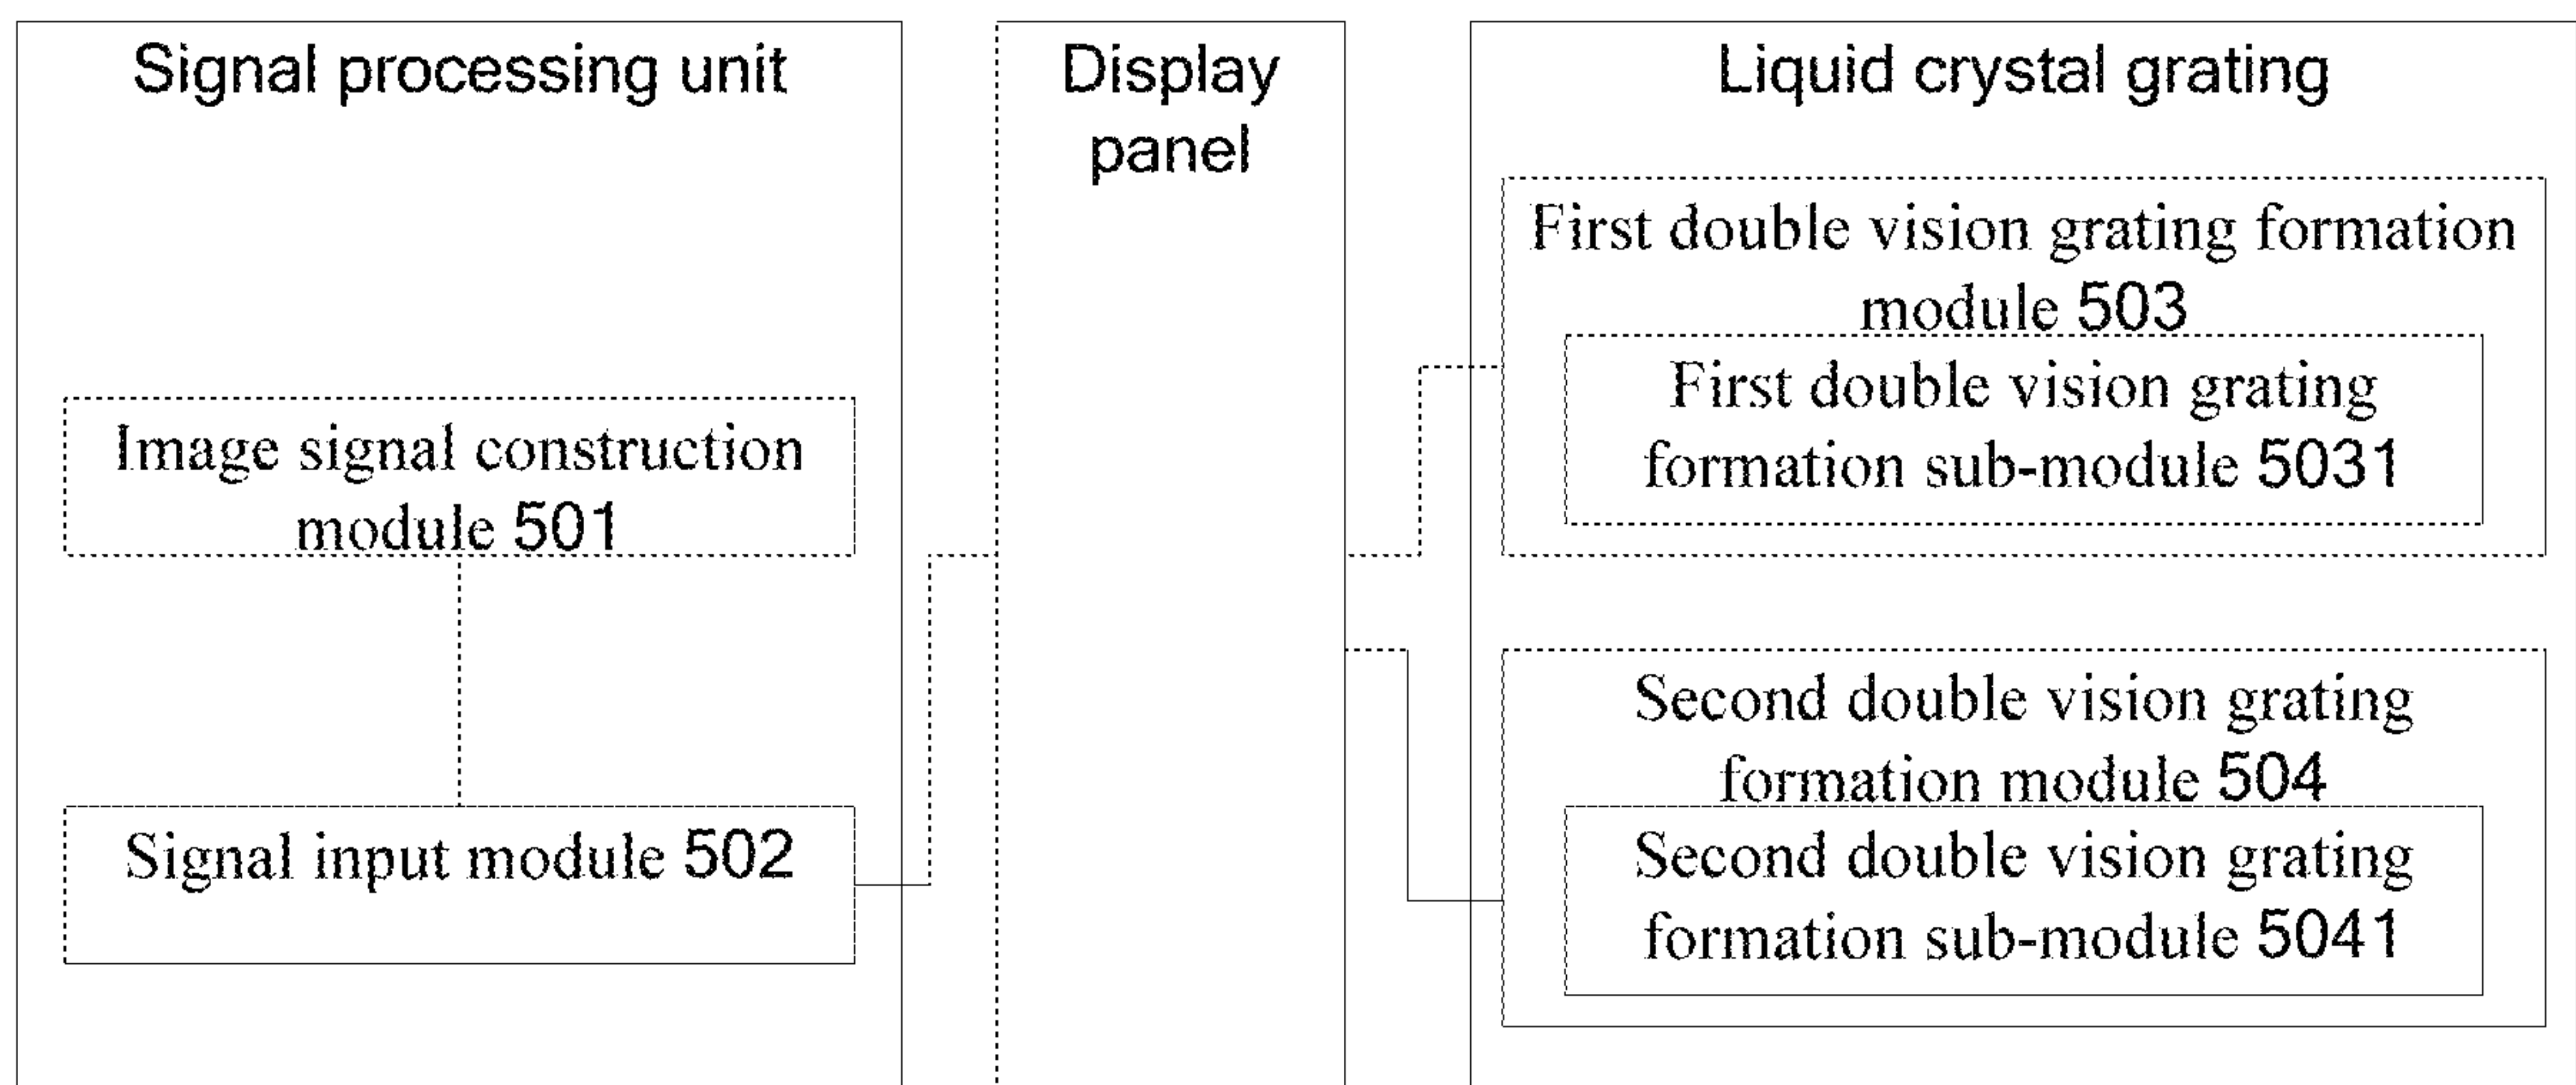 Signal processing unit
Image signal construction
module 501
Signal input module 502
Display
panel
Liquid crystal grating
First double vision grating formation
module 503
First double vision grating
formation sub-module 5031
Second double vision grating
formation module 504
Second double vision grating
formation sub-module 5041